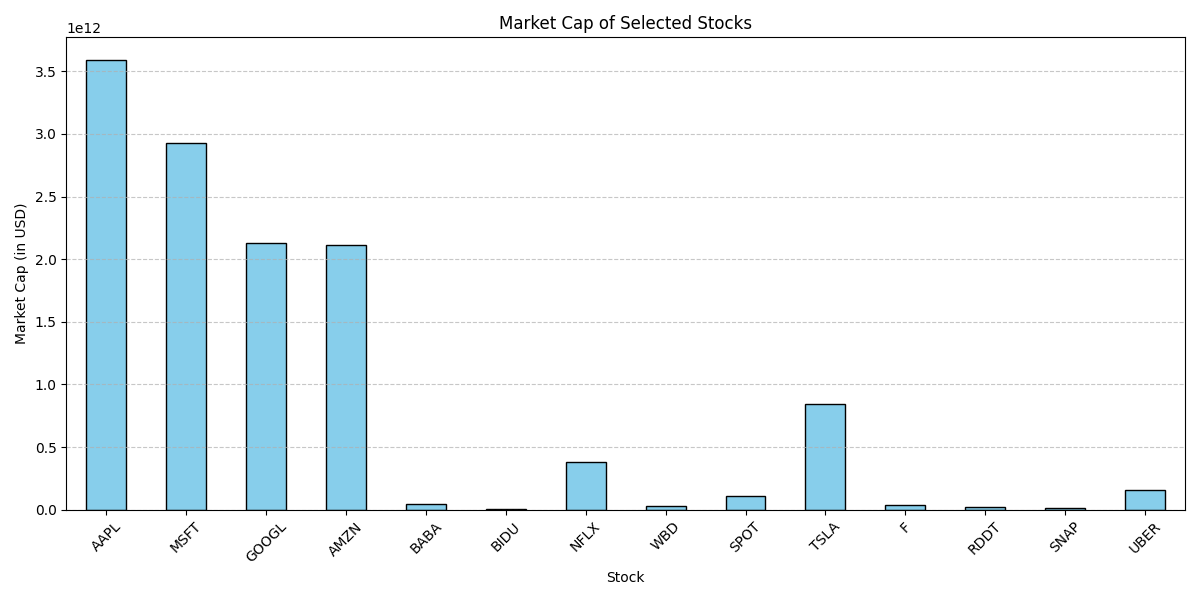 Market Cap of Selected Stocks
1e12
3.5
3.0
2.5
2.0
1.5
1.0
0.5
0.0
Market Cap (in USD)
AAPL MSFT GOOGL AMZN BABA BIDU NFLX WBD SPOT TSLA F RDDT SNAP UBER
Stock